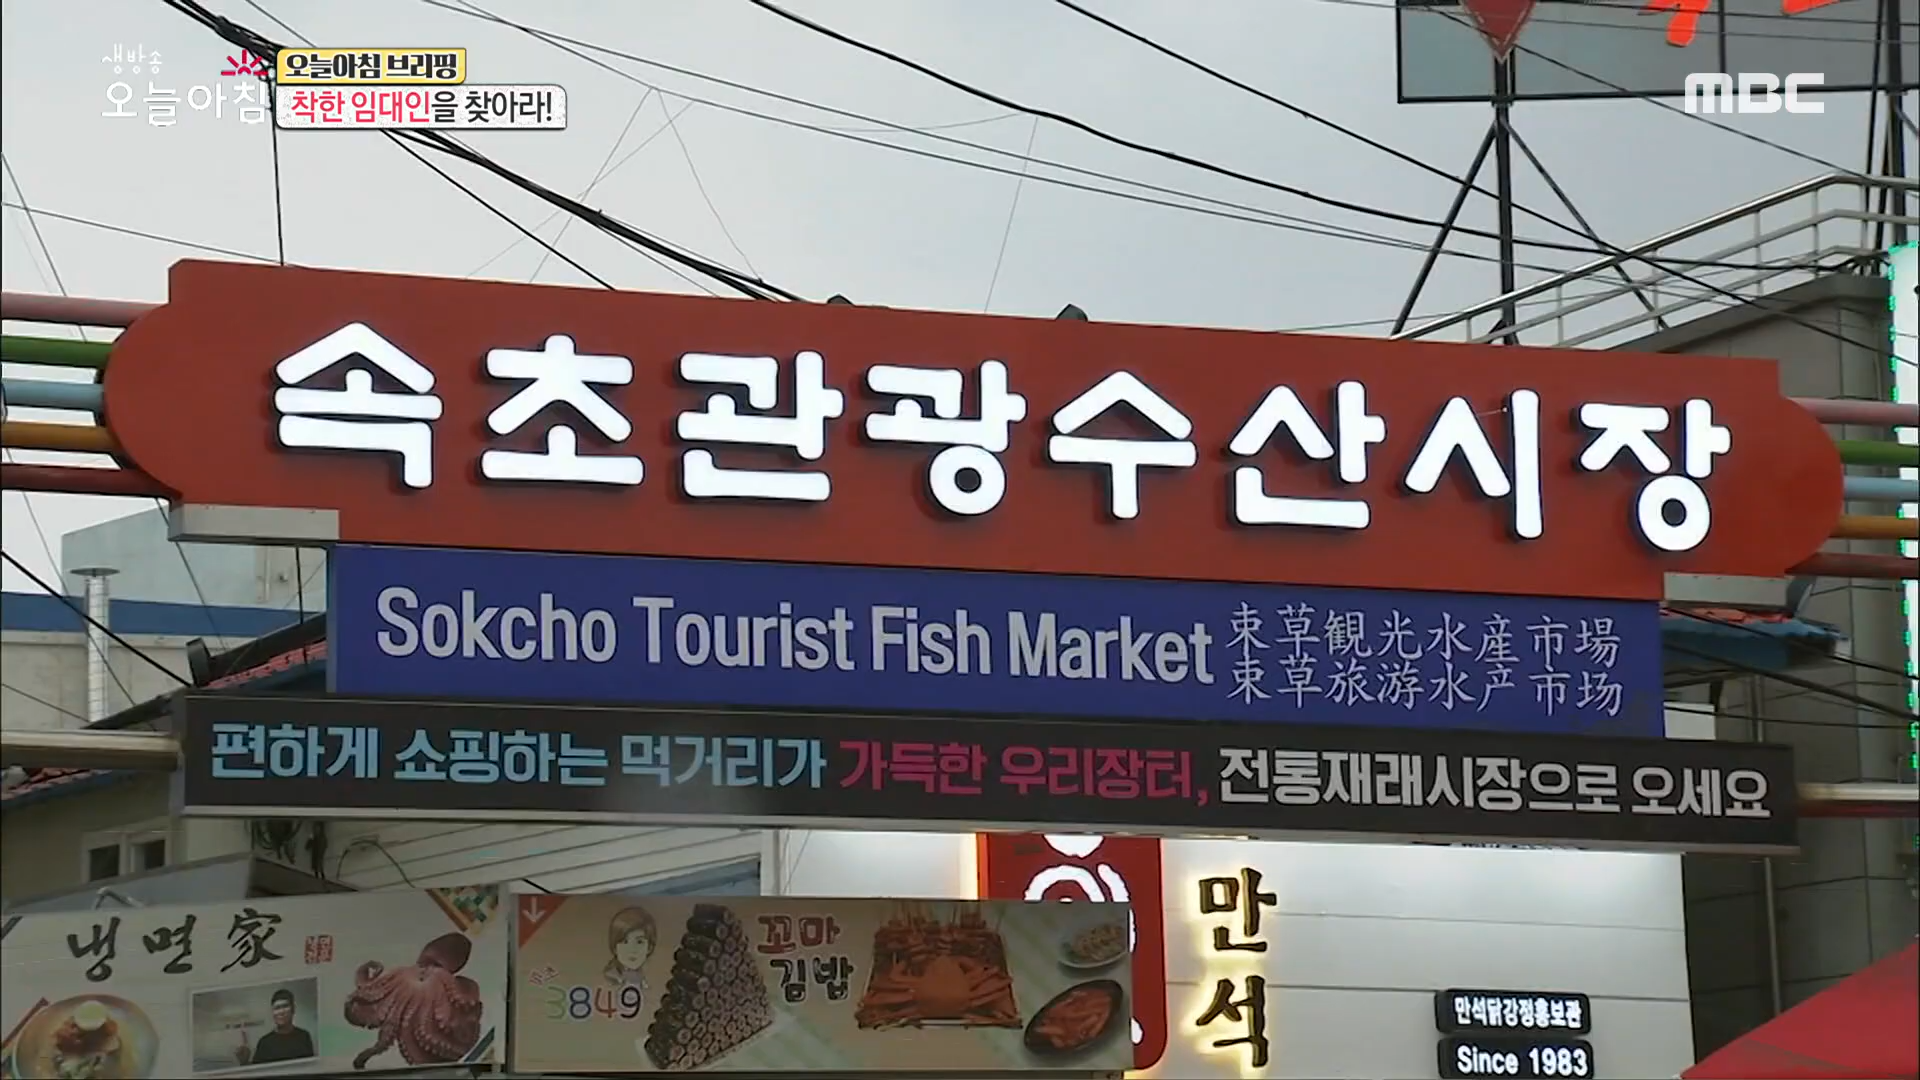 생방송
오늘아침
오늘아침 브리핑
착한 임대인을 찾아라!
MBC
속초관광수산시장
Sokcho Tourist Fish Market
束草観光水産市場
束草旅游水产市场
편하게 쇼핑하는 먹거리가 가득한 우리장터, 전통재래시장으로 오세요
냉면家
속초
3849
꼬마
김밥
만석
만석닭강정홍보관
Since 1983